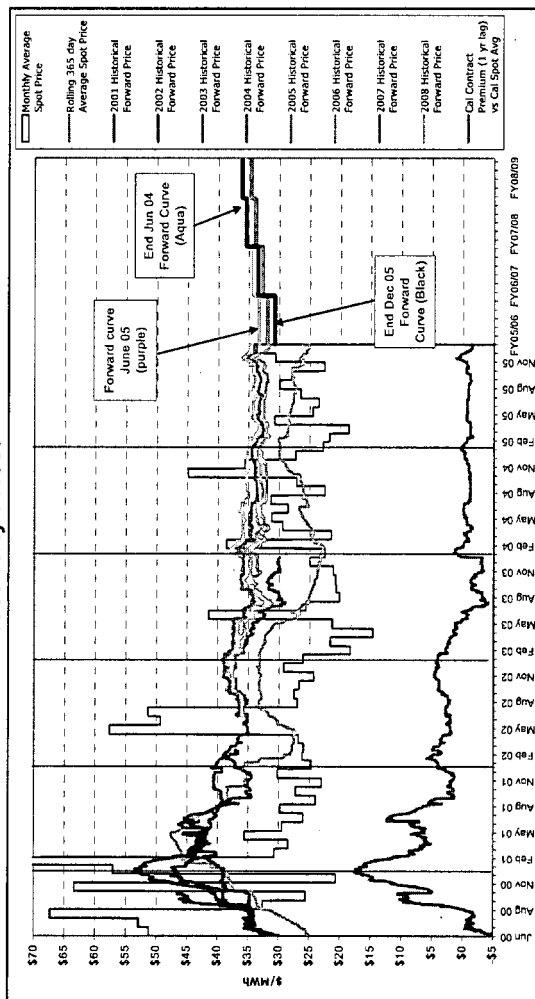 $/MWh
$70
$65
$60
$55
$50
$45
$40
$35
$30
$25
$20
$15
$10
$5
$0
-$5
Jun 00
Aug 00
Nov 00
Feb 01
May 01
Aug 01
Nov 01
Feb 02
May 02
Aug 02
Nov 02
Feb 03
May 03
Aug 03
Nov 03
Feb 04
May 04
Aug 04
Nov 04
Feb 05
May 05
Aug 05
Nov 05
FY05/06
FY06/07
FY07/08
FY08/09
Forward curve
June 05
(purple)
End Jun 04
Forward Curve
(Aqua)
End Dec 05
Forward
Curve (Black)
Monthly Average
Spot Price
Rolling 365 day
Average Spot Price
2001 Historical
Forward Price
2002 Historical
Forward Price
2003 Historical
Forward Price
2004 Historical
Forward Price
2005 Historical
Forward Price
2006 Historical
Forward Price
2007 Historical
Forward Price
2008 Historical
Forward Price
Cal Contract
Premium (1 yr lag)
vs Cal Spot Avg